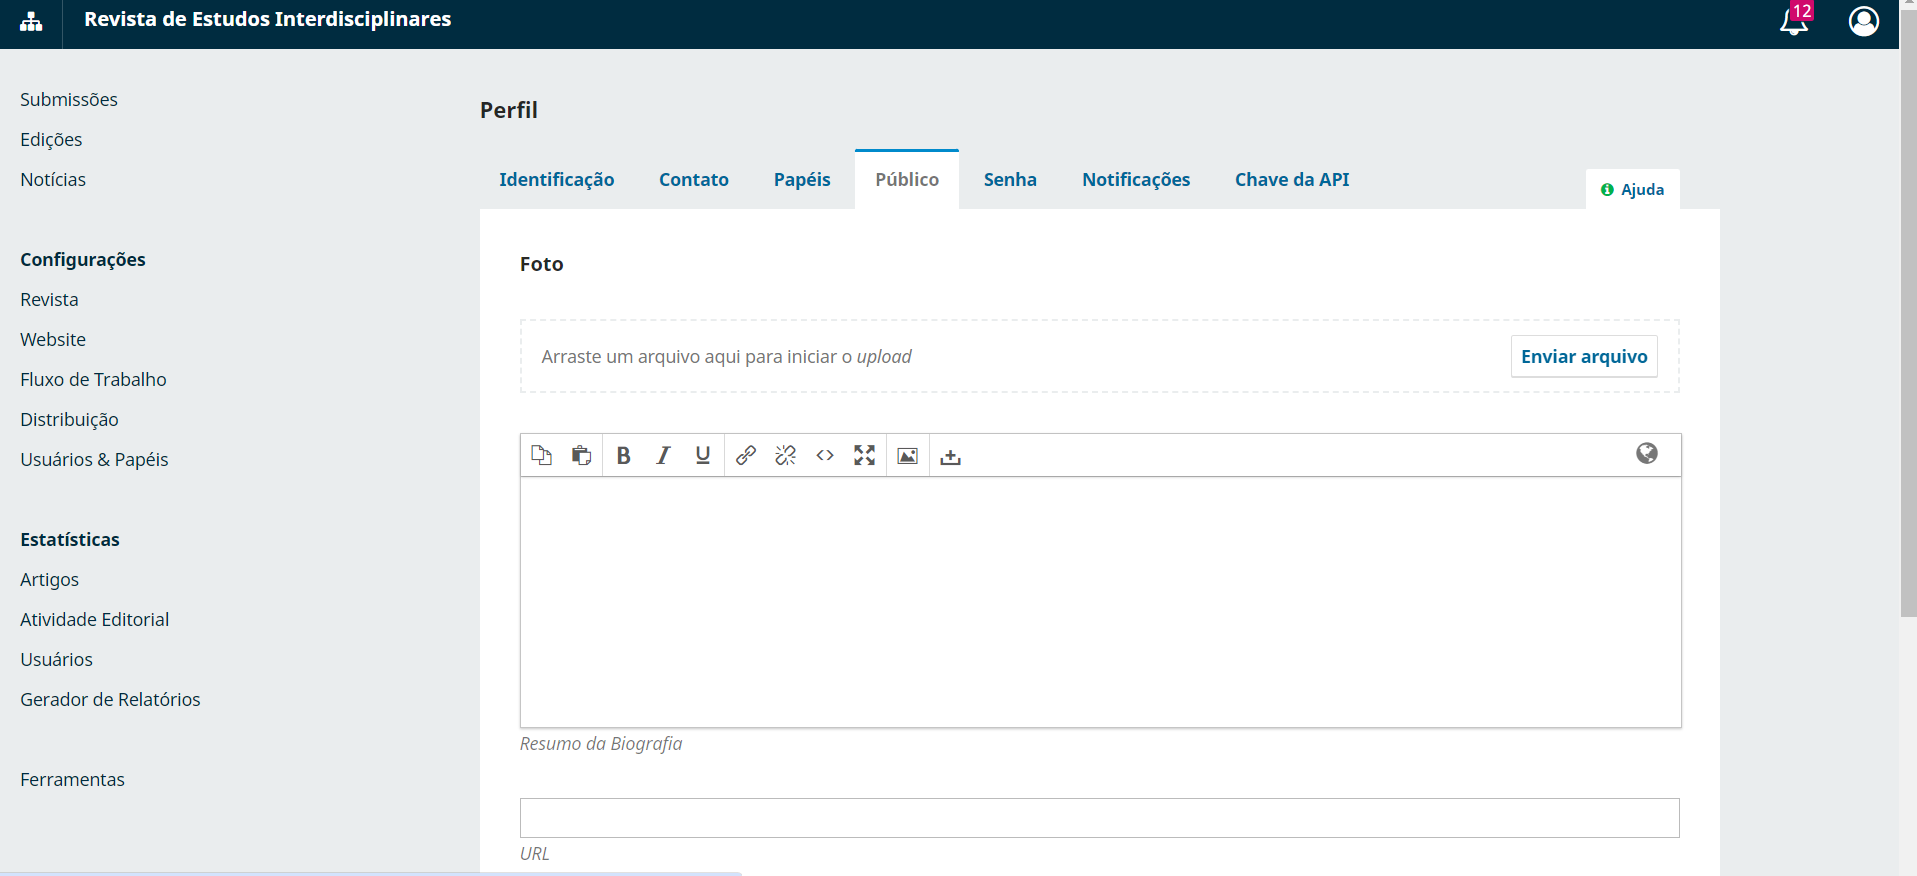 Revista de Estudos Interdisciplinares
12
Submissões
Edições
Notícias
Configurações
Revista
Website
Fluxo de Trabalho
Distribuição
Usuários & Papéis
Estatísticas
Artigos
Atividade Editorial
Usuários
Gerador de Relatórios
Ferramentas
Perfil
Identificação Contato Papéis Público Senha Notificações Chave da API
Ajuda
Foto
Arraste um arquivo aqui para iniciar o upload Enviar arquivo
B I U
Resumo da Biografia
URL